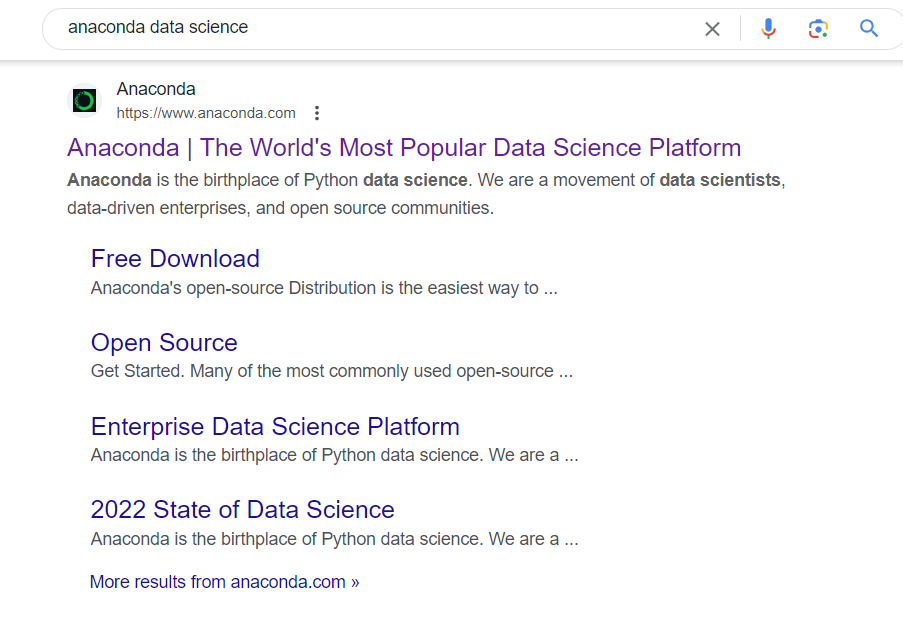 anaconda data science
Anaconda
https://www.anaconda.com
Anaconda | The World's Most Popular Data Science Platform
Anaconda is the birthplace of Python data science. We are a movement of data scientists,
data-driven enterprises, and open source communities.
Free Download
Anaconda's open-source Distribution is the easiest way to ...
Open Source
Get Started. Many of the most commonly used open-source ...
Enterprise Data Science Platform
Anaconda is the birthplace of Python data science. We are a ...
2022 State of Data Science
Anaconda is the birthplace of Python data science. We are a ...
More results from anaconda.com »